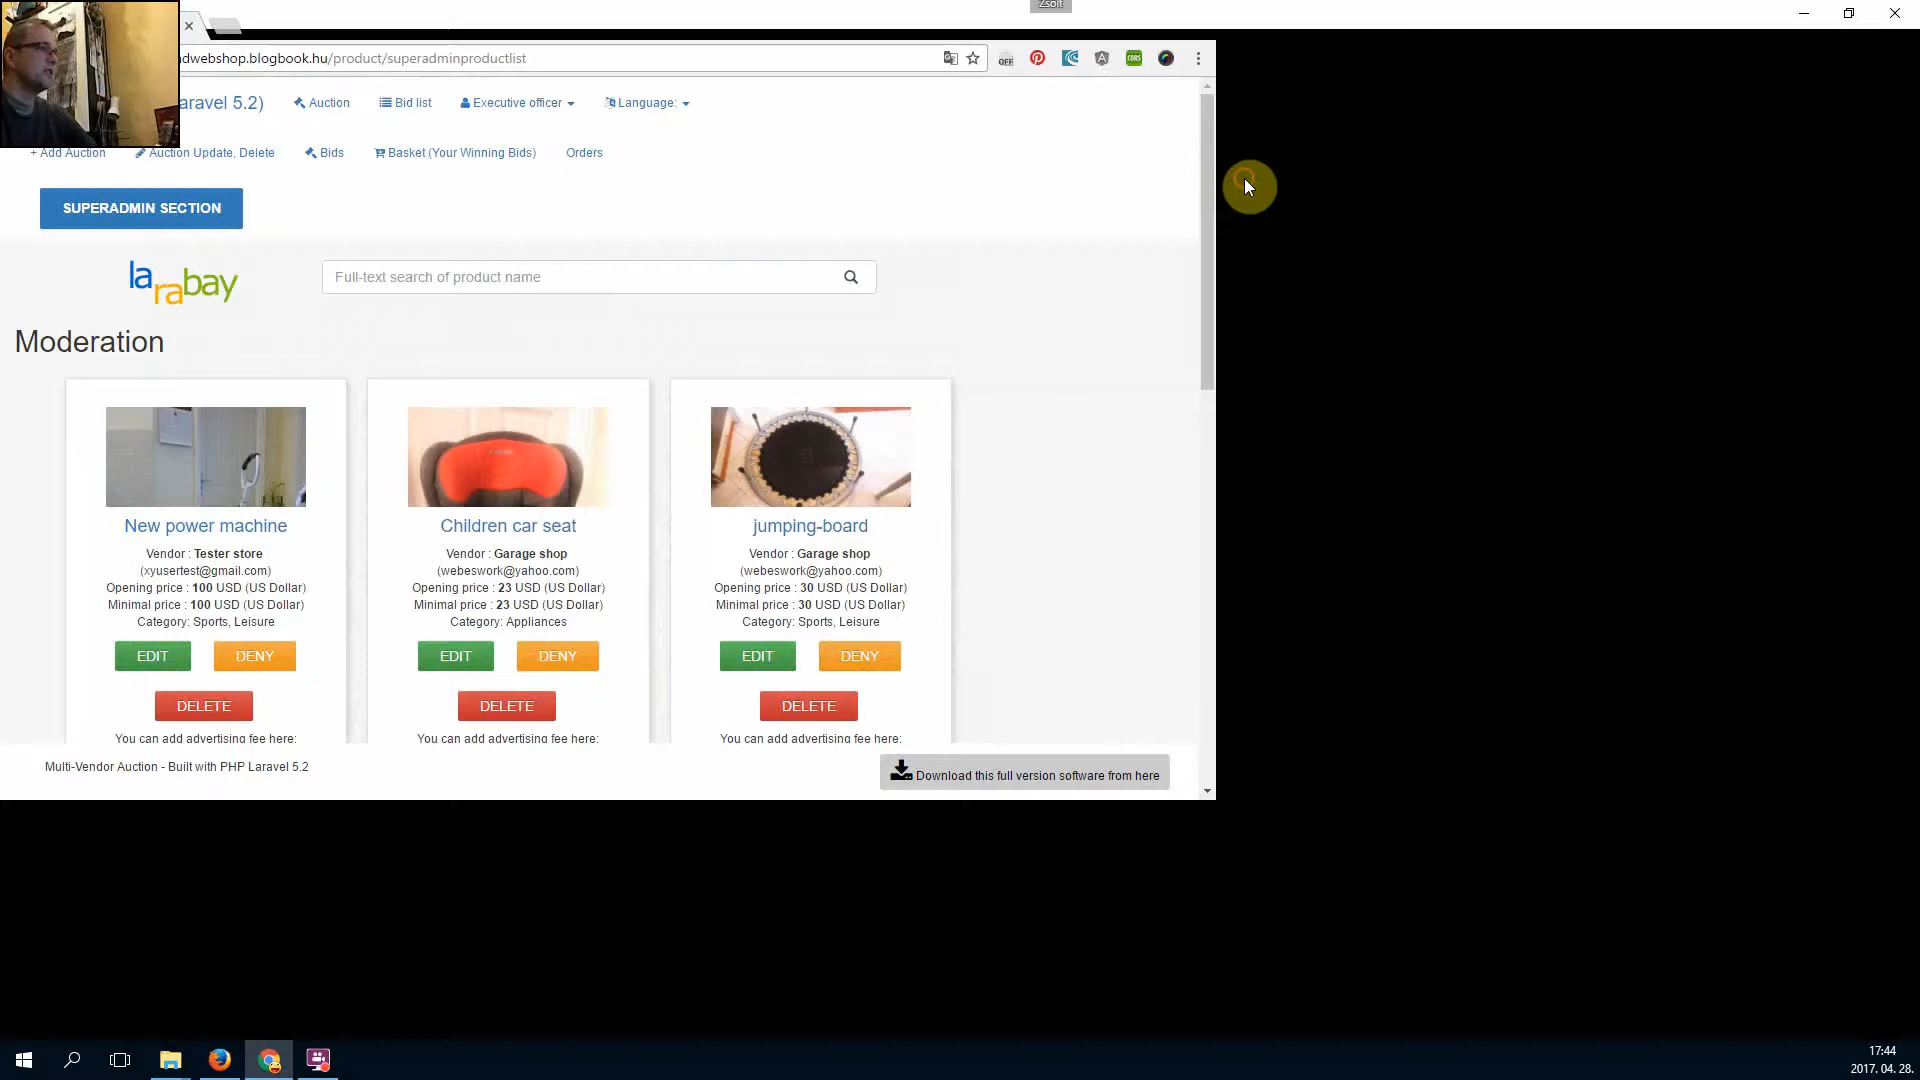 Zsolt
dwebshop.blogbook.hu/product/superadminproductlist
OFF
CORS
aravel 5.2)
Auction
Bid list
Executive officer
Language:
+ Add Auction
Auction Update, Delete
Bids
Basket (Your Winning Bids)
Orders
SUPERADMIN SECTION
larabay
Full-text search of product name
Moderation
New power machine
Vendor : Tester store
(xyusertest@gmail.com)
Opening price : 100 USD (US Dollar)
Minimal price : 100 USD (US Dollar)
Category: Sports, Leisure
EDIT
DENY
DELETE
You can add advertising fee here:
Children car seat
Vendor : Garage shop
(webeswork@yahoo.com)
Opening price : 23 USD (US Dollar)
Minimal price : 23 USD (US Dollar)
Category: Appliances
EDIT
DENY
DELETE
You can add advertising fee here:
jumping-board
Vendor : Garage shop
(webeswork@yahoo.com)
Opening price : 30 USD (US Dollar)
Minimal price : 30 USD (US Dollar)
Category: Sports, Leisure
EDIT
DENY
DELETE
You can add advertising fee here:
Multi-Vendor Auction - Built with PHP Laravel 5.2
Download this full version software from here
17:44
2017. 04. 28.